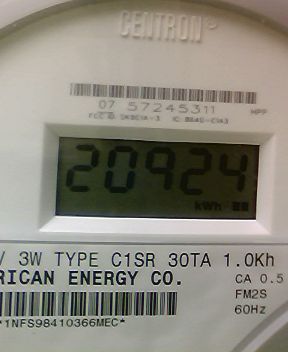 CENTRON®
07 57245311
20924
kWh
/ 3W TYPE C1SR 30TA 1.0Kh
RICAN ENERGY CO.
CA 0.5
FM2S
60Hz
*1NFS98410366MEC*